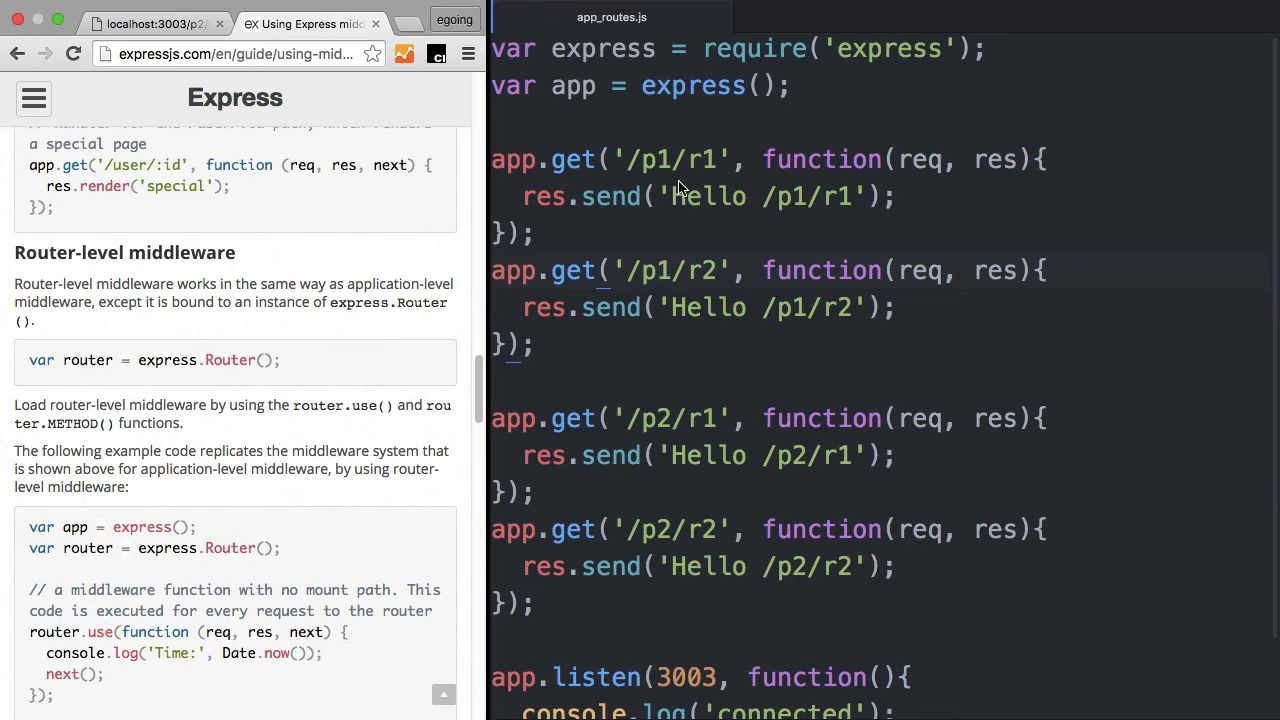 localhost:3003/p2/
Using Express mid
egoing
expressjs.com/en/guide/using-mid...
Express
a special page
app.get('/user/:id', function (req, res, next) {
res.render('special');
});
Router-level middleware
Router-level middleware works in the same way as application-level
middleware, except it is bound to an instance of express.Router
().
var router = express.Router();
Load router-level middleware by using the router.use() and rou
ter.METHOD() functions.
The following example code replicates the middleware system that
is shown above for application-level middleware, by using router-
level middleware:
var app = express();
var router = express.Router();
// a middleware function with no mount path. This
code is executed for every request to the router
router.use(function (req, res, next) {
console.log('Time:', Date.now());
next();
});
app_routes.js
var express = require('express');
var app = express();
app.get('/p1/r1', function(req, res){
res.send('Hello /p1/r1');
});
app.get('/p1/r2', function(req, res){
res.send('Hello /p1/r2');
});
app.get('/p2/r1', function(req, res){
res.send('Hello /p2/r1');
});
app.get('/p2/r2', function(req, res){
res.send('Hello /p2/r2');
});
app.listen(3003, function(){
console.log('connected');